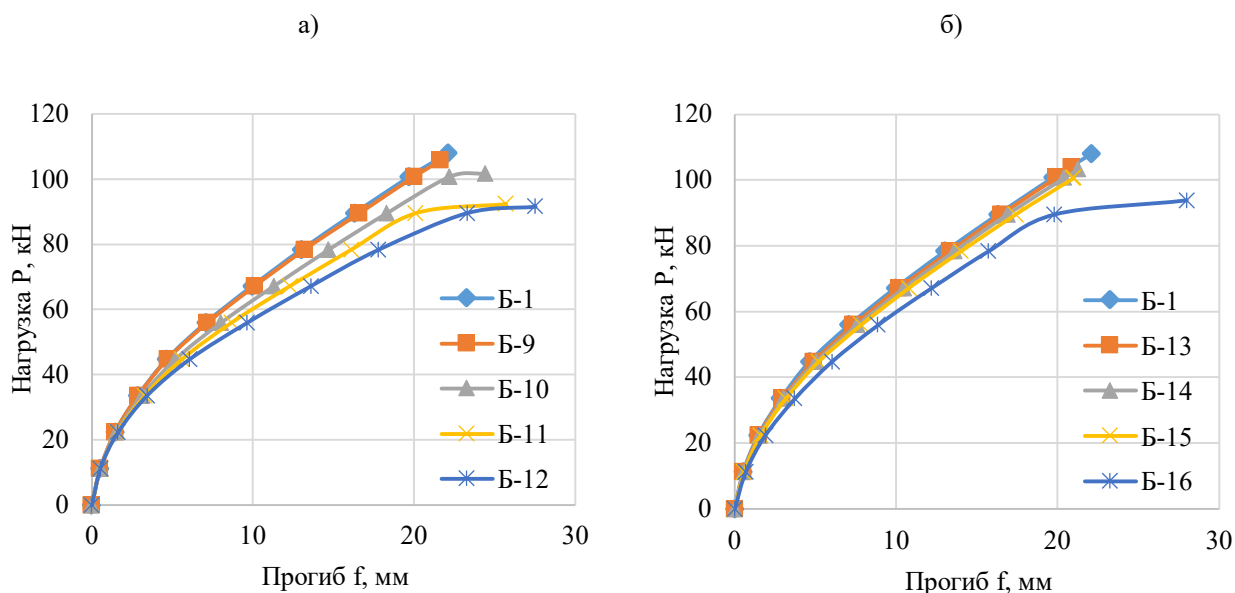 а)
б)
120
100
80
60
40
20
0
0
10
20
30
Нагрузка P, кН
Прогиб f, мм
Б-1
Б-9
Б-10
Б-11
Б-12
120
100
80
60
40
20
0
0
10
20
30
Нагрузка P, кН
Прогиб f, мм
Б-1
Б-13
Б-14
Б-15
Б-16